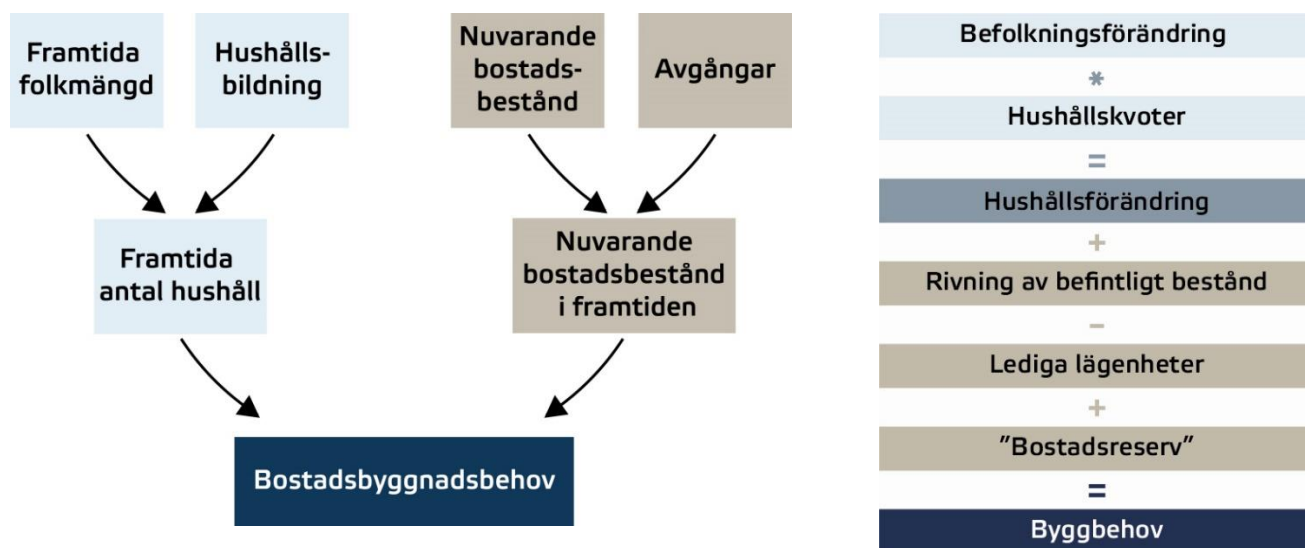 Framtida
folkmängd
Hushålls-
bildning
Nuvarande
bostads-
bestånd
Avgångar
Framtida
antal hushåll
Nuvarande
bostadsbestånd
i framtiden
Bostadsbyggnadsbehov
Befolkningsförändring
*
Hushållskvoter
=
Hushållsförändring
+
Rivning av befintligt bestånd
-
Lediga lägenheter
+
”Bostadsreserv”
=
Byggbehov